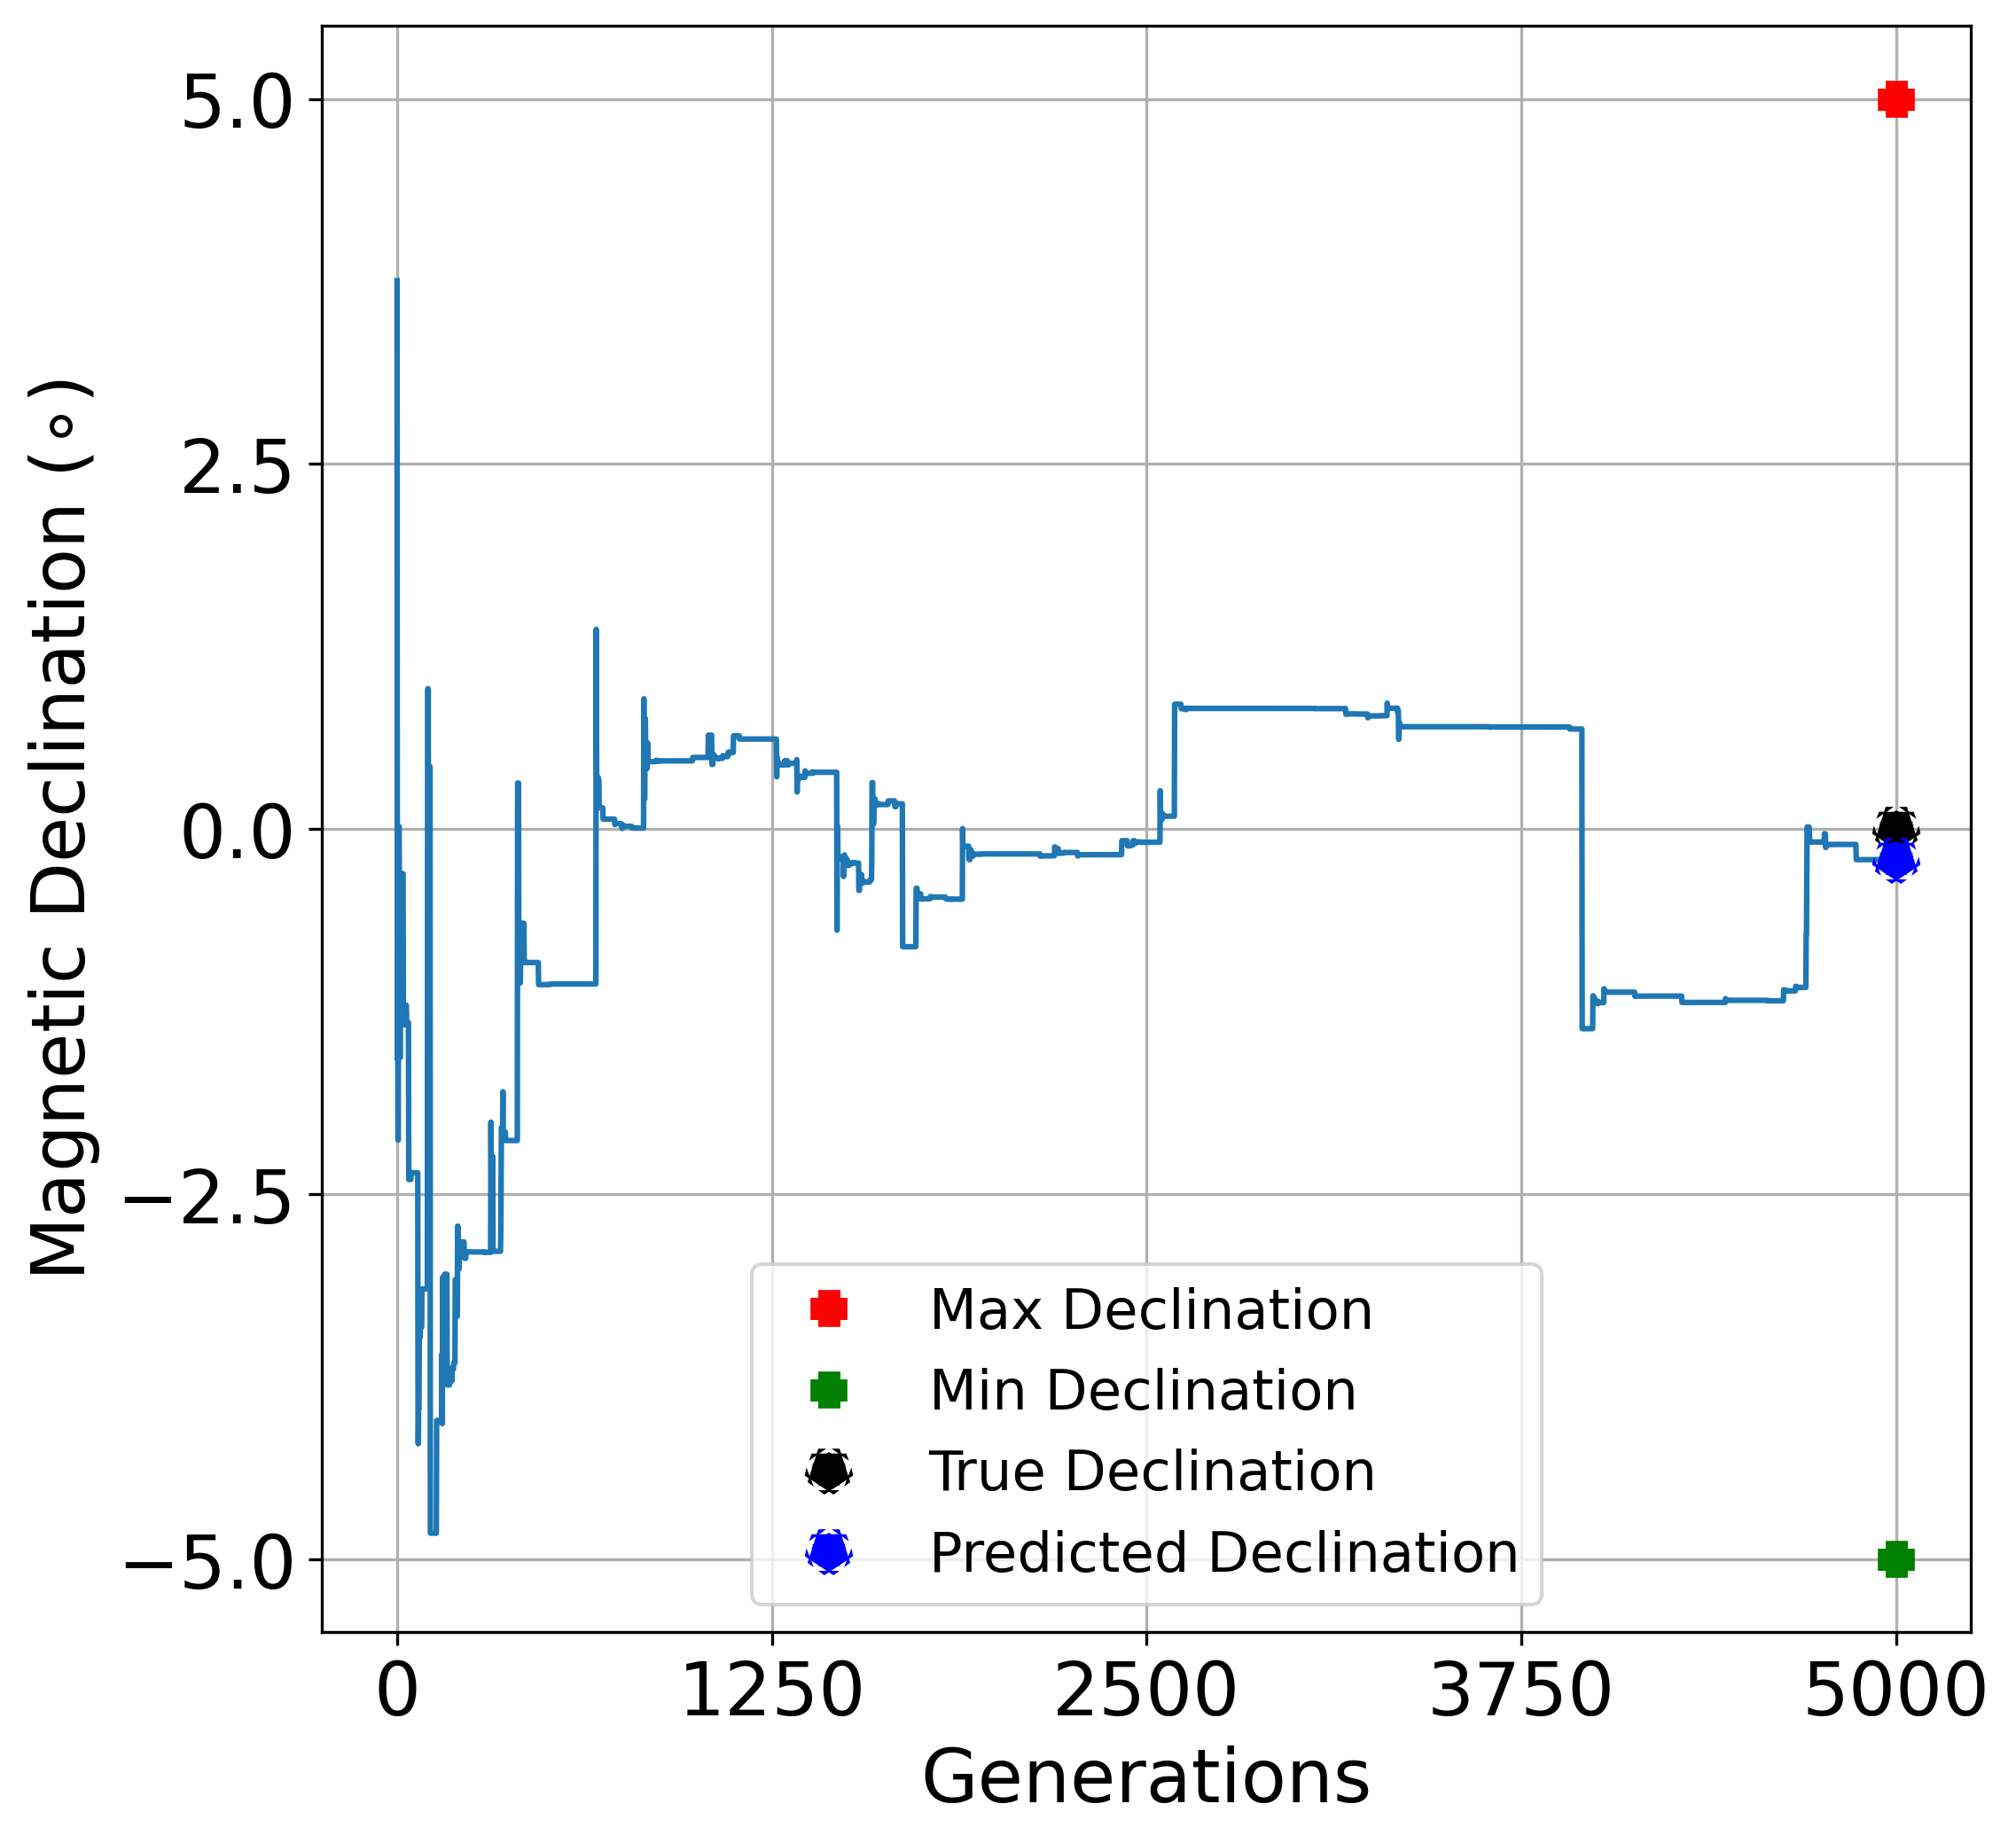 Magnetic Declination (∘)
5.0
2.5
0.0
−2.5
−5.0
Max Declination
Min Declination
True Declination
Predicted Declination
0 1250 2500 3750 5000
Generations